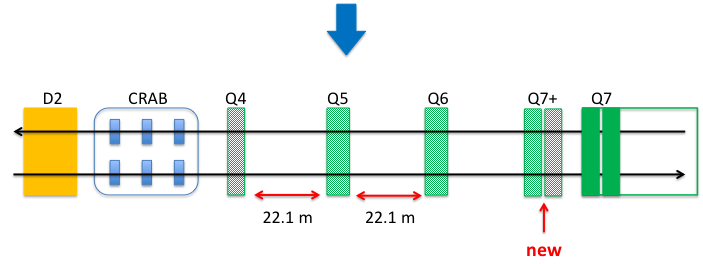 D2 CRAB Q4 Q5 Q6 Q7+ Q7
22.1 m 22.1 m
new